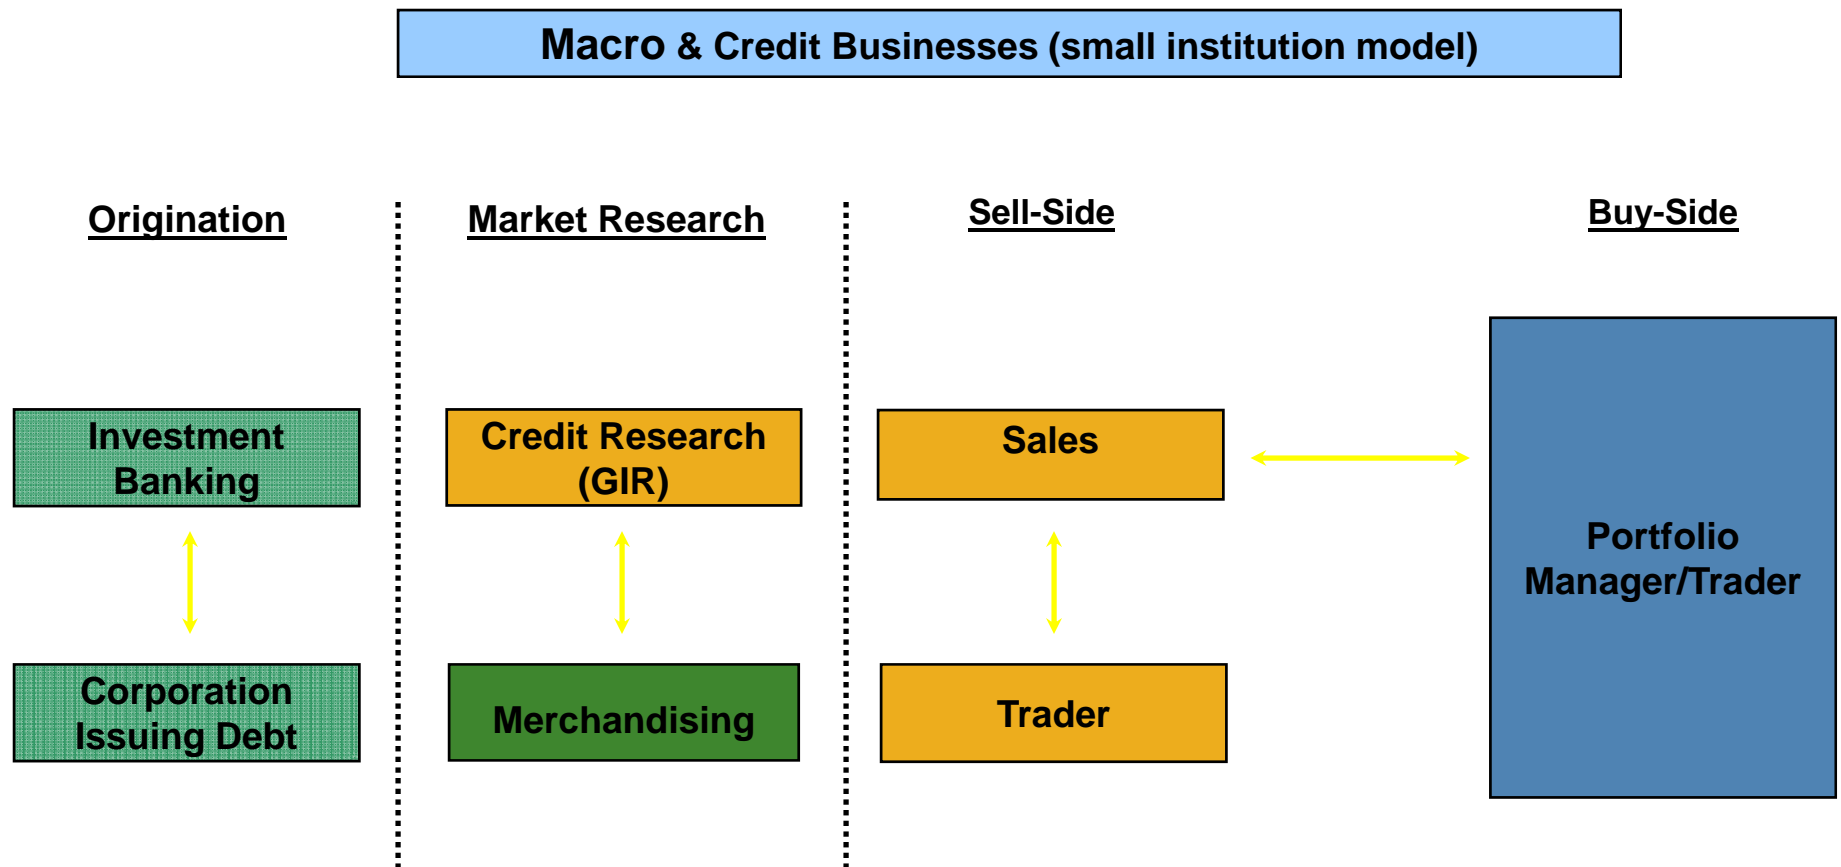 Macro & Credit Businesses (small institution model)
Origination
Market Research
Sell-Side
Buy-Side
Investment
Banking
Credit Research
(GIR)
Sales
Portfolio
Manager/Trader
Corporation
Issuing Debt
Merchandising
Trader